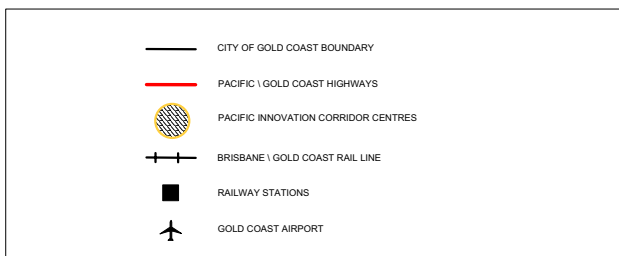 CITY OF GOLD COAST BOUNDARY
PACIFIC \ GOLD COAST HIGHWAYS
PACIFIC INNOVATION CORRIDOR CENTRES
BRISBANE \ GOLD COAST RAIL LINE
RAILWAY STATIONS
GOLD COAST AIRPORT